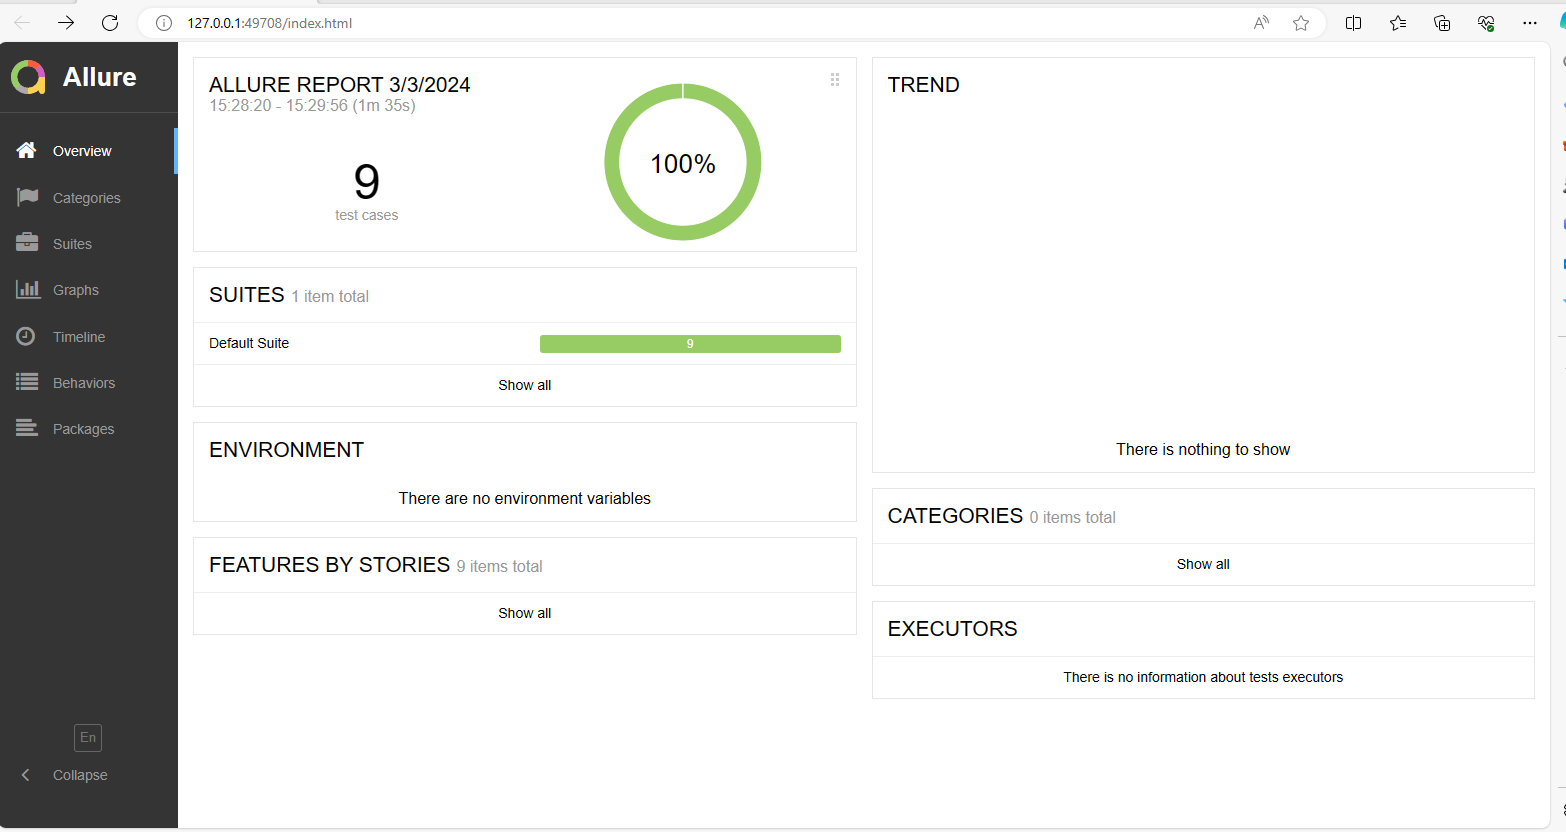 127.0.0.1:49708/index.html
Allure
Overview
Categories
Suites
Graphs
Timeline
Behaviors
Packages
En
Collapse
ALLURE REPORT 3/3/2024
15:28:20 - 15:29:56 (1m 35s)
9
test cases
100%
SUITES 1 item total
Default Suite 9
Show all
ENVIRONMENT
There are no environment variables
FEATURES BY STORIES 9 items total
Show all
TREND
There is nothing to show
CATEGORIES 0 items total
Show all
EXECUTORS
There is no information about tests executors